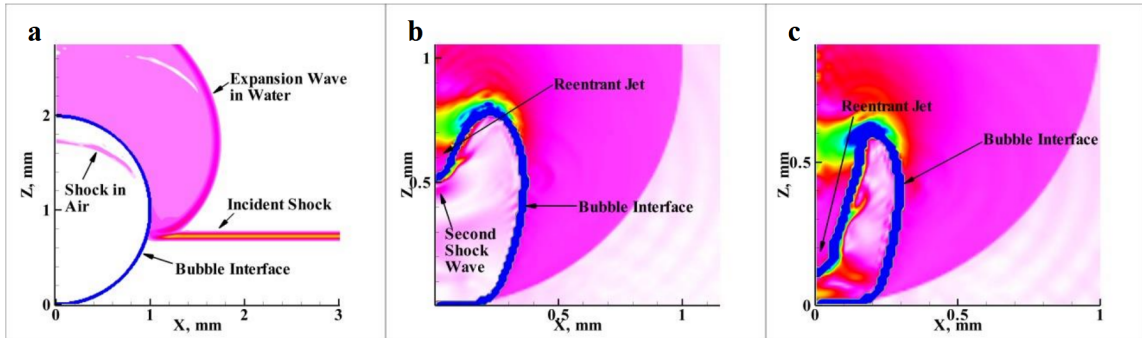 a
Expansion Wave
in Water
2
Z, mm
Shock in
Air
1
Incident Shock
Bubble Interface
0
0
1
2
3
X, mm
b
1
Reentrant Jet
Z, mm
0.5
Bubble Interface
Second
Shock
Wave
0
0.5
1
X, mm
c
Reentrant Jet
Bubble Interface
0.5
Z, mm
0
0
0.5
1
X, mm